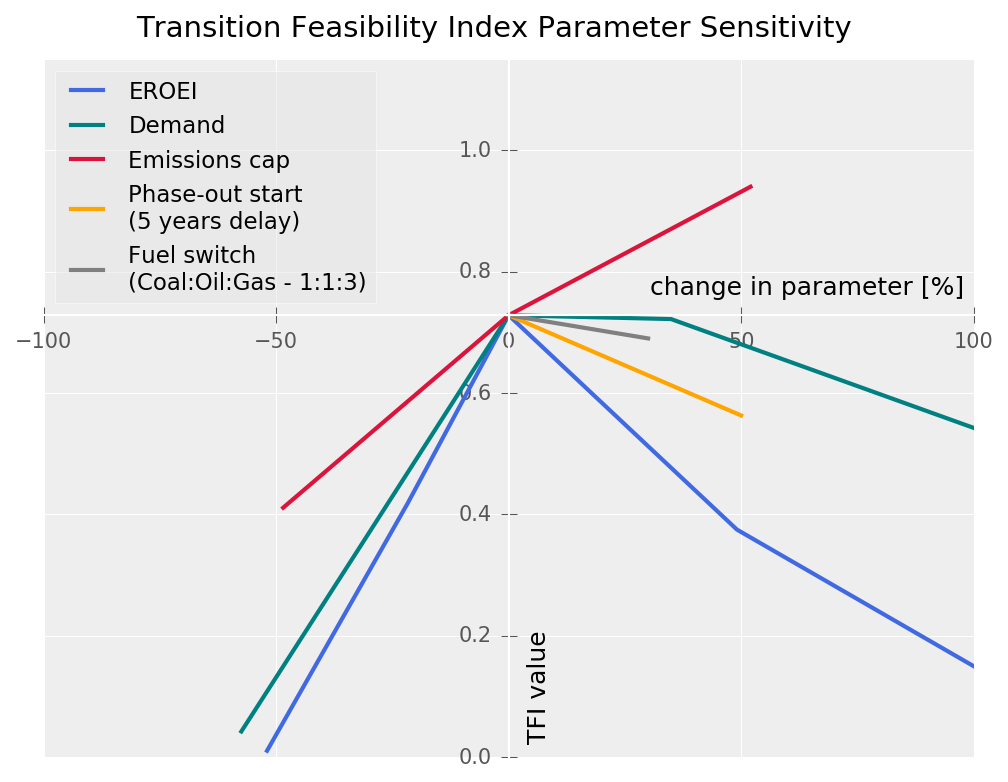 Transition Feasibility Index Parameter Sensitivity
EROEI
Demand
Emissions cap
Phase-out start
(5 years delay)
Fuel switch
(Coal:Oil:Gas - 1:1:3)
1.0
0.8
change in parameter [%]
−100
−50
0
50
100
0.6
0.4
0.2
TFI value
0.0